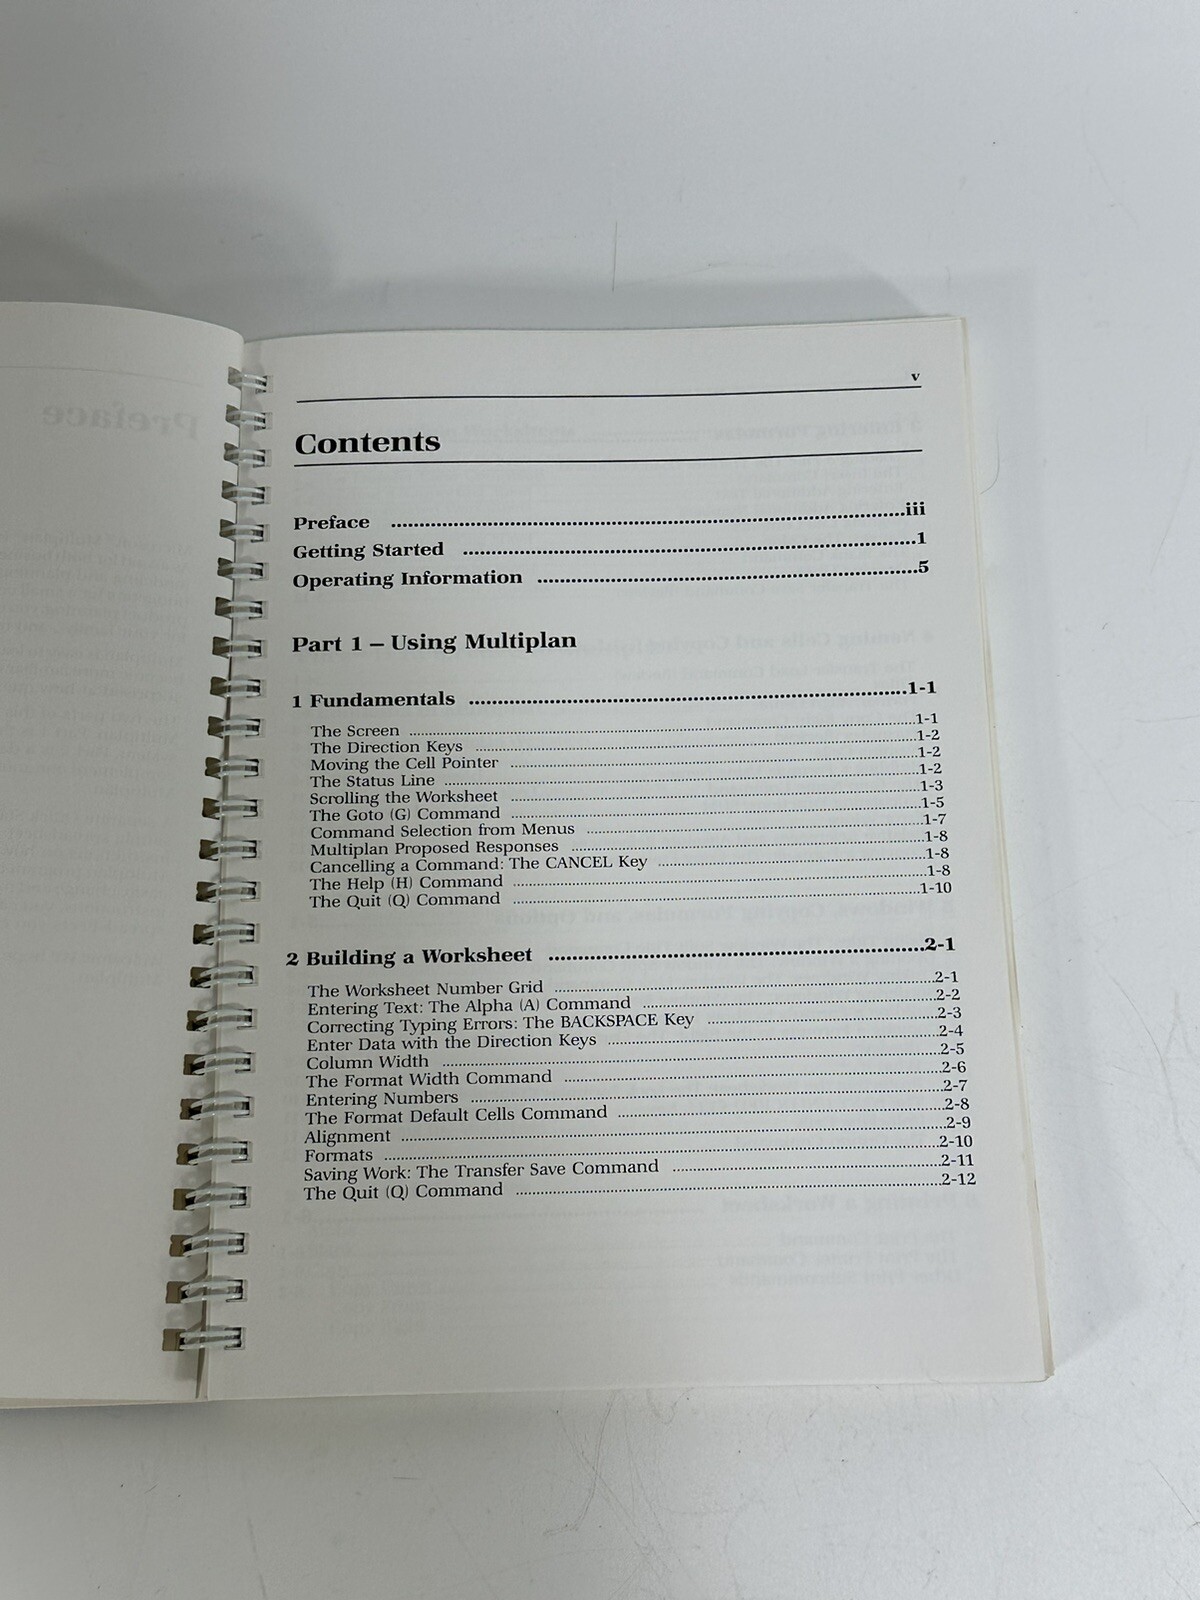 v
Contents
Preface ........ iii
Getting Started ........ 1
Operating Information ........ 5
Part 1 – Using Multiplan
1 Fundamentals ........ 1-1
The Screen ........ 1-1
The Direction Keys ........ 1-2
Moving the Cell Pointer ........ 1-2
The Status Line ........ 1-2
Scrolling the Worksheet ........ 1-3
The Goto (G) Command ........ 1-5
Command Selection from Menus ........ 1-7
Multiplan Proposed Responses ........ 1-8
Cancelling a Command: The CANCEL Key ........ 1-8
The Help (H) Command ........ 1-8
The Quit (Q) Command ........ 1-10
2 Building a Worksheet ........ 2-1
The Worksheet Number Grid ........ 2-1
Entering Text: The Alpha (A) Command ........ 2-2
Correcting Typing Errors: The BACKSPACE Key ........ 2-3
Enter Data with the Direction Keys ........ 2-4
Column Width ........ 2-5
The Format Width Command ........ 2-6
Entering Numbers ........ 2-7
The Format Default Cells Command ........ 2-8
Alignment ........ 2-9
Formats ........ 2-10
Saving Work: The Transfer Save Command ........ 2-11
The Quit (Q) Command ........ 2-12